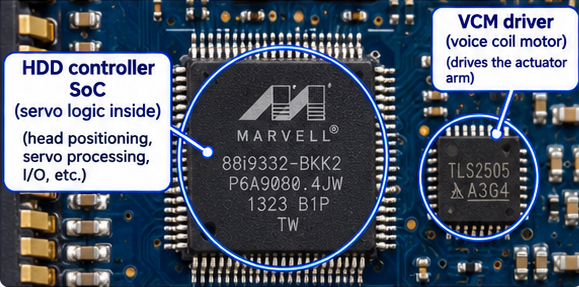 HDD controller
SoC
(servo logic inside)
(head positioning,
servo processing,
I/O, etc.)
MARVELL®
88i9332-BKK2
P6A9080.4JW
1323 B1P
TW
VCM driver
(voice coil motor)
(drives the actuator
arm)
TLS2505
A3G4